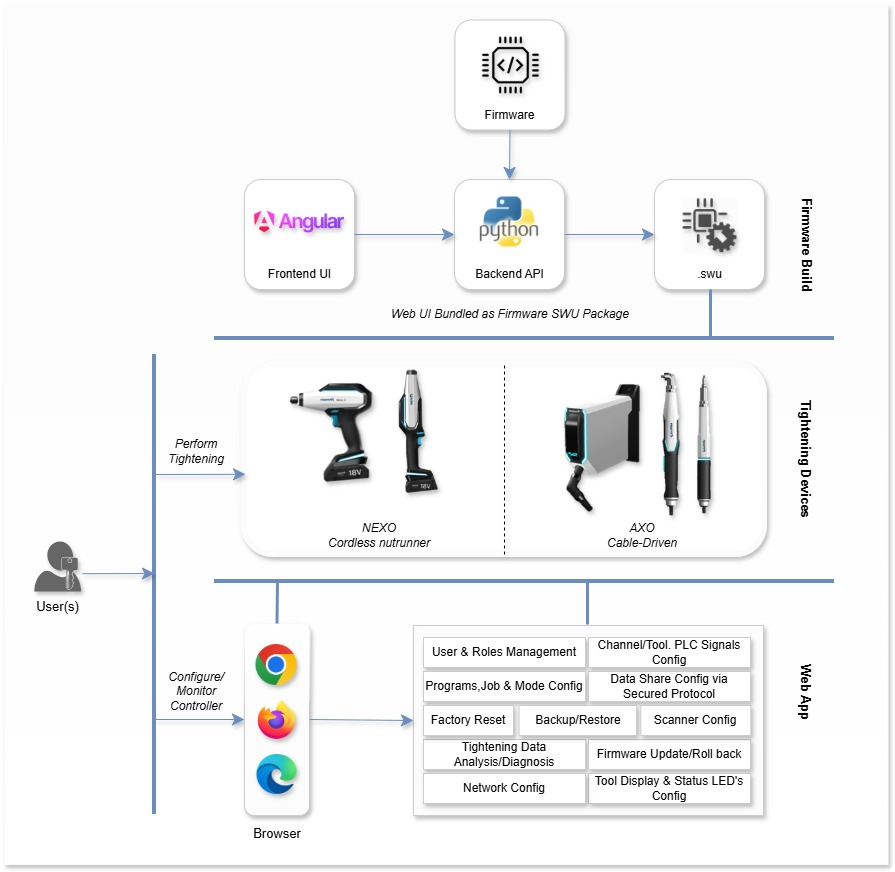 Firmware
Angular
python
Frontend UI
Backend API
.swu
Firmware Build
Web UI Bundled as Firmware SWU Package
Perform
Tightening
18V
18V
NEXO
Cordless nutrunner
AXO
Cable-Driven
Tightening Devices
User(s)
Configure/
Monitor
Controller
Browser
User & Roles Management
Channel/Tool. PLC Signals
Config
Programs,Job & Mode Config
Data Share Config via
Secured Protocol
Factory Reset
Backup/Restore
Scanner Config
Tightening Data
Analysis/Diagnosis
Firmware Update/Roll back
Network Config
Tool Display & Status LED's
Config
Web App